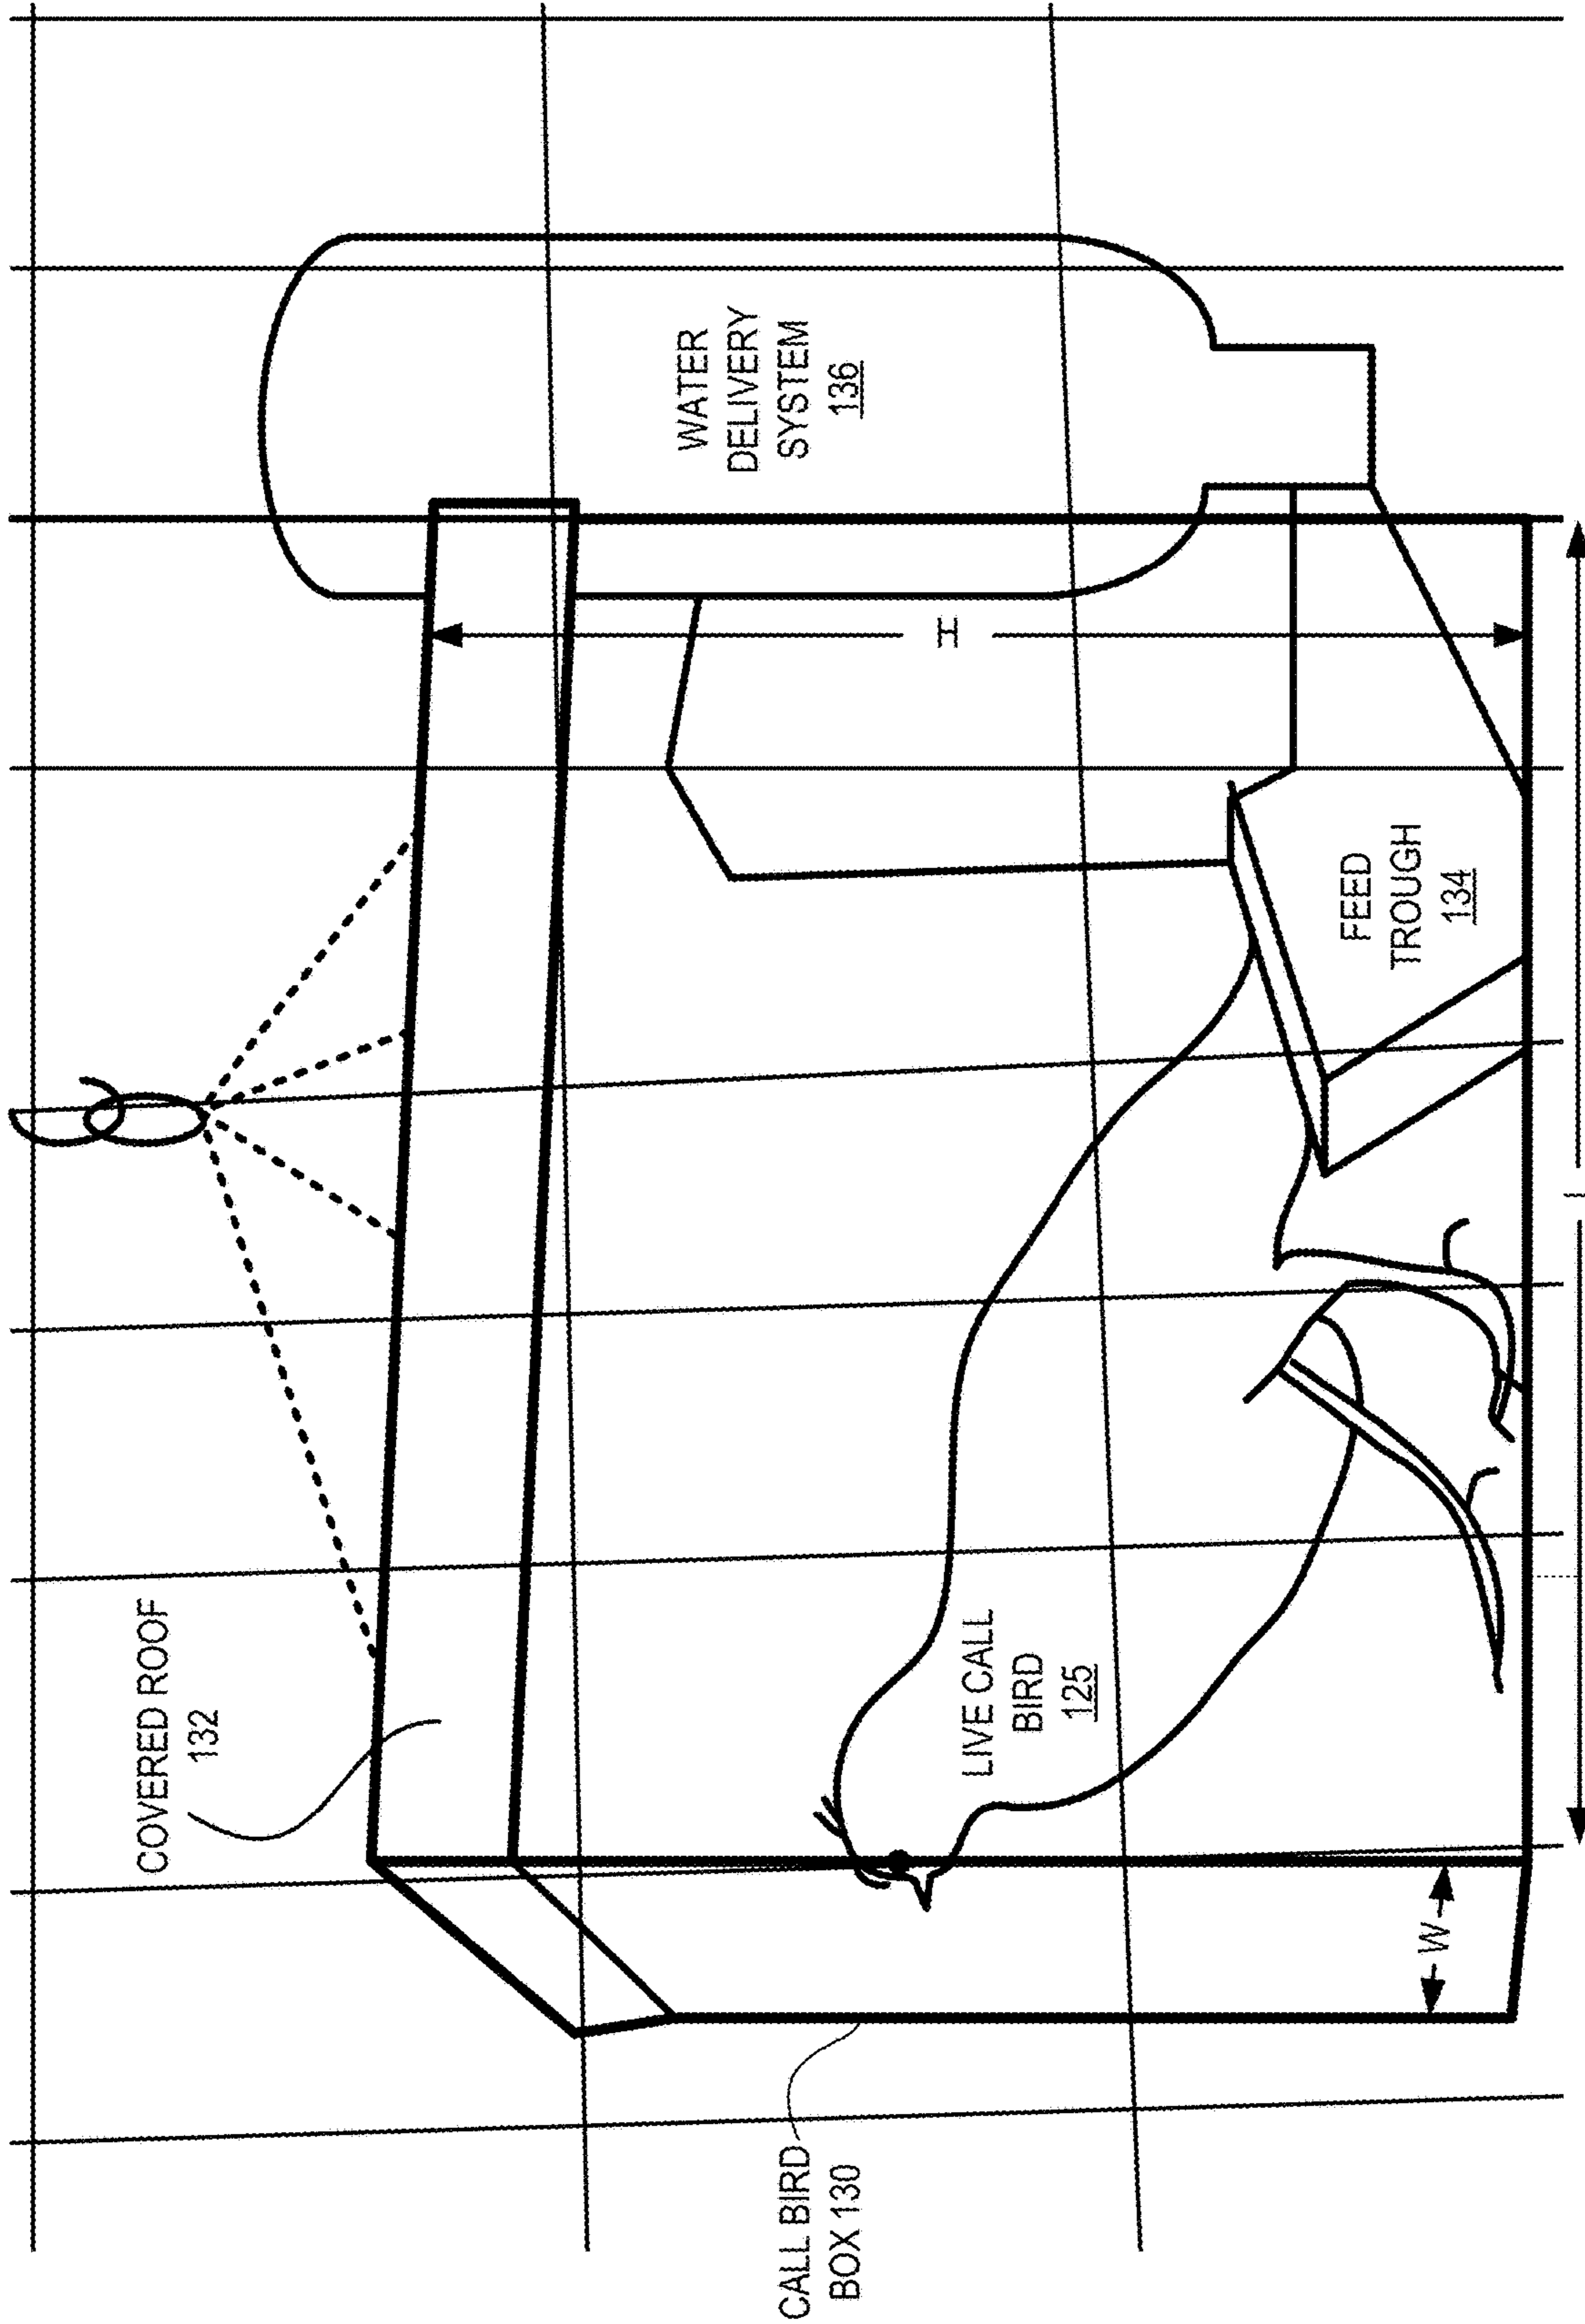 COVERED ROOF
132
WATER
DELIVERY
SYSTEM
136
H
CALL BIRD
BOX 130
LIVE CALL
BIRD
125
FEED
TROUGH
134
W